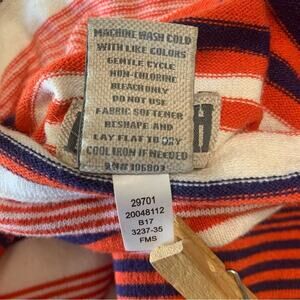 MACHINE WASH COLD
WITH LIKE COLORS
GENTLE CYCLE
NON-CHLORINE
BLEACH ONLY
DO NOT USE
FABRIC SOFTENER
RESHAPE AND
LAY FLAT TO DRY
COOL IRON IF NEEDED
29701
20048112
B17
3237-35
FMS